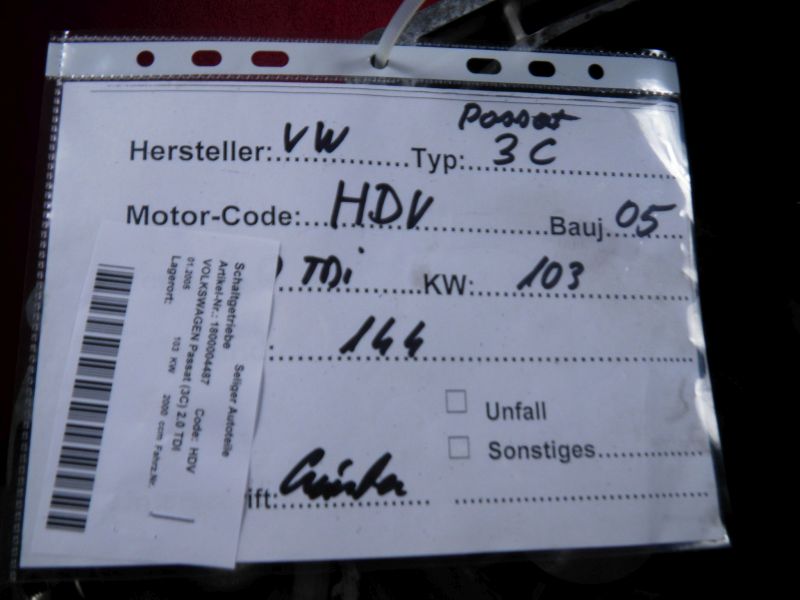 Passat
Hersteller: VW Typ: 3C
Motor-Code: HDV Bauj. 05
TDi KW: 103
144
Unfall
Sonstiges
ift:
Schaltgetriebe Seliger Autoteile
Artikel-Nr.: 1800004487 Code: HDV
VOLKSWAGEN Passat (3C) 2.0 TDI
01.2005 103 KW 2000 ccm Fahrz.Nr.
Lagerort: